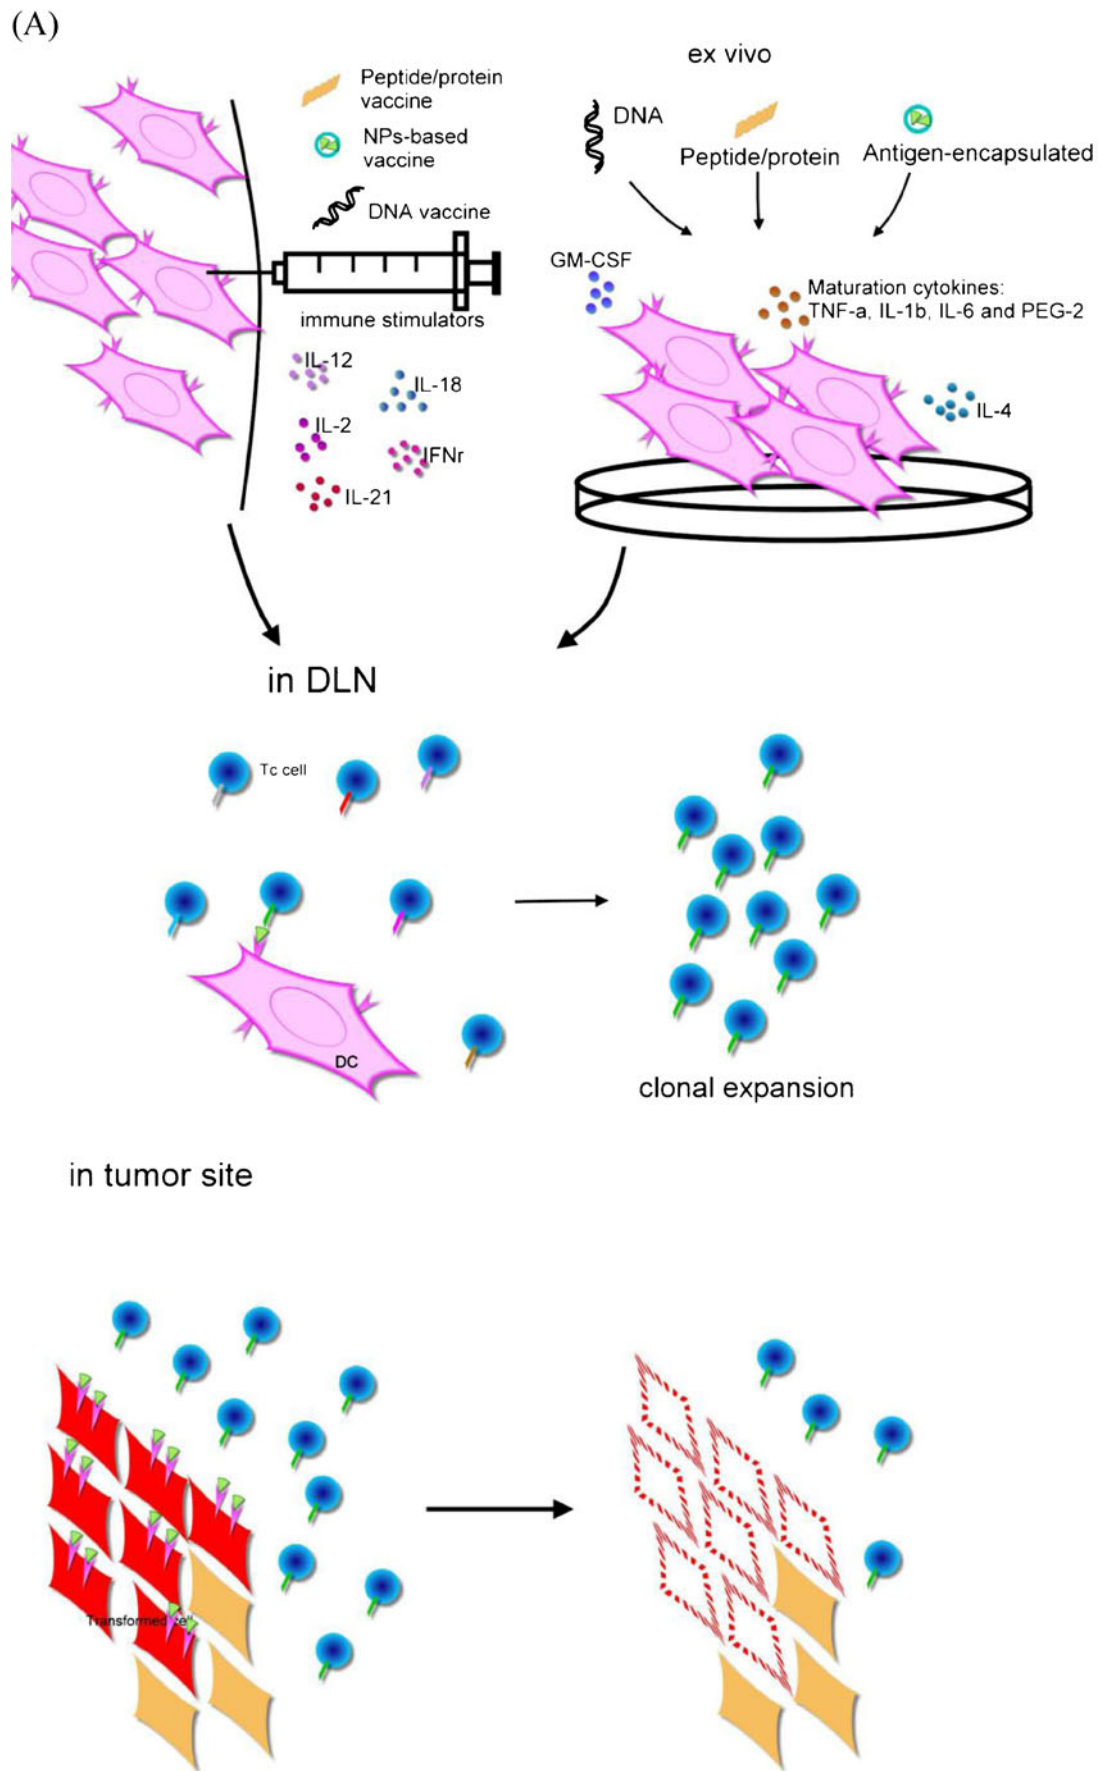 (A)
Peptide/protein
vaccine
NPs-based
vaccine
DNA vaccine
immune stimulators
IL-12
IL-18
IL-2
IFNr
IL-21
ex vivo
DNA
Peptide/protein
Antigen-encapsulated
GM-CSF
Maturation cytokines:
TNF-a, IL-1b, IL-6 and PEG-2
IL-4
in DLN
Tc cell
DC
clonal expansion
in tumor site
Transformed cell